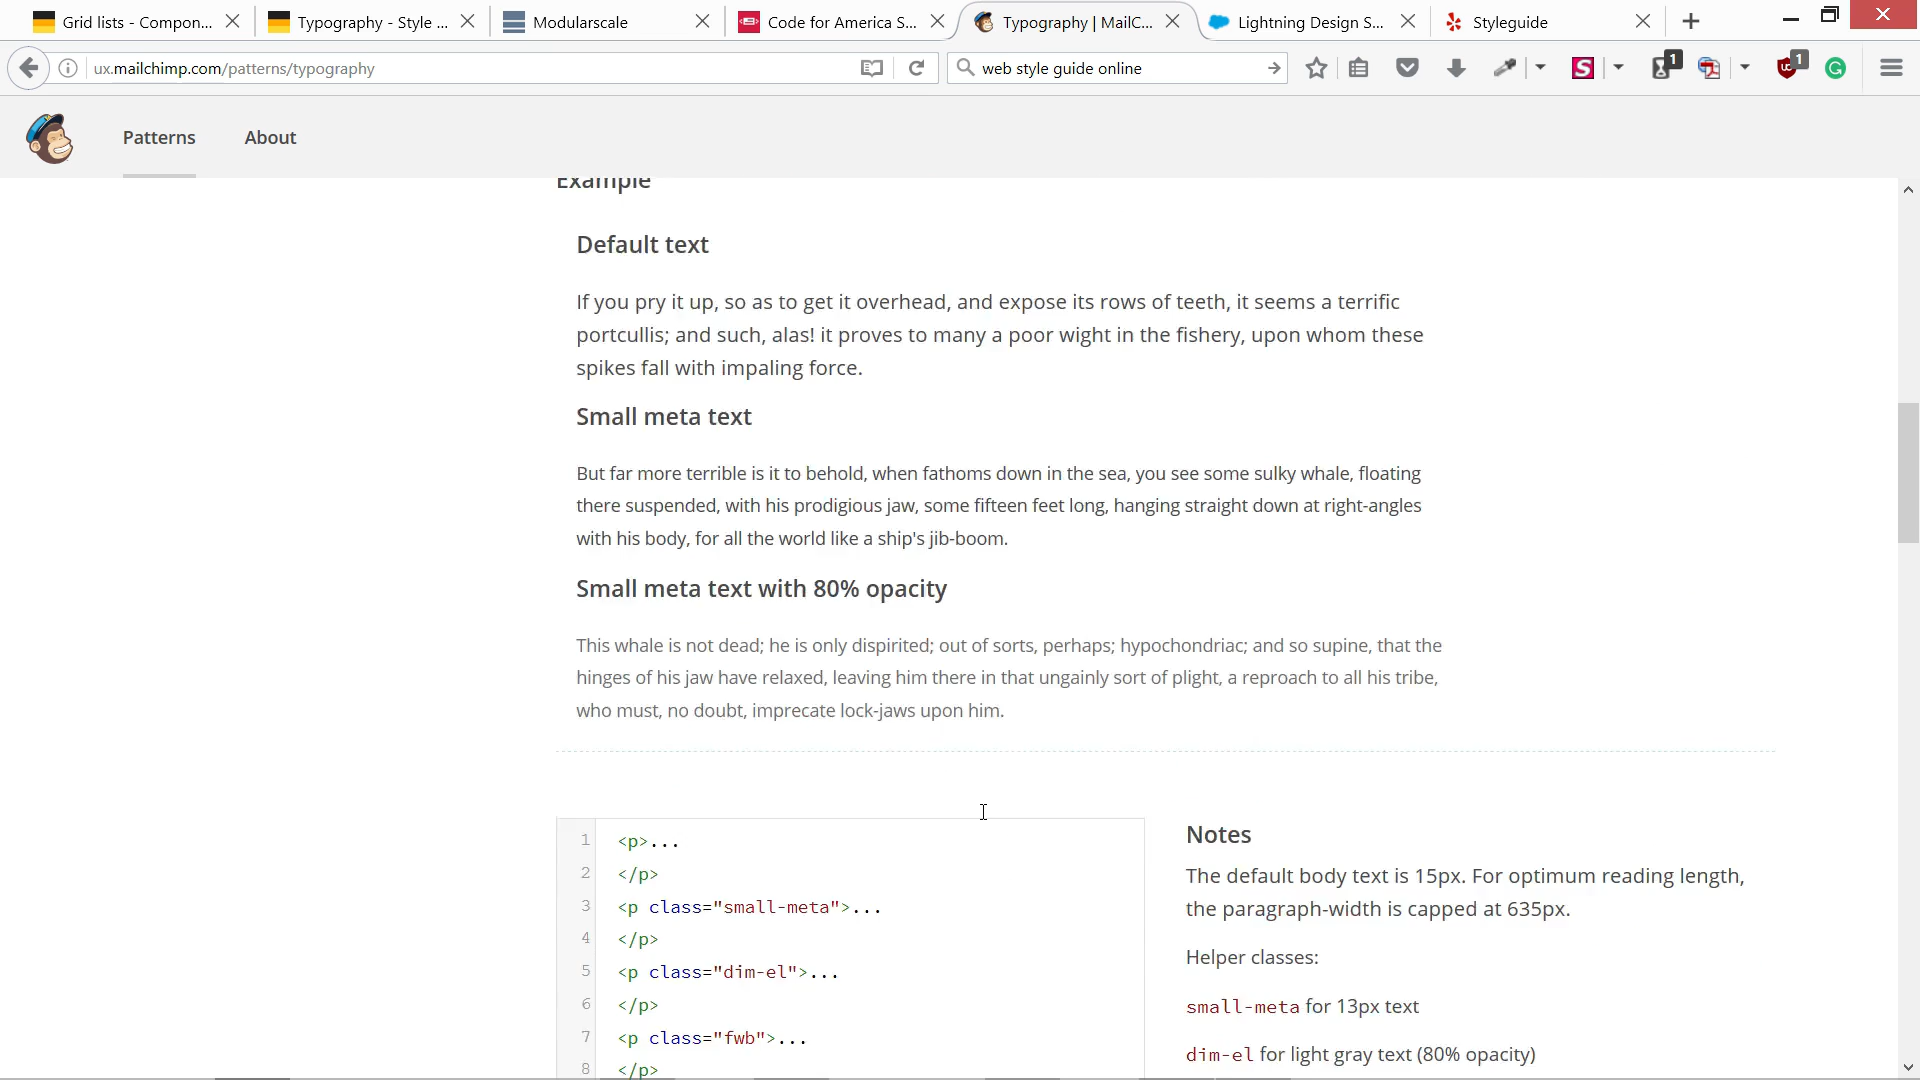 Grid lists - Compon...
Typography - Style ...
Modularscale
Code for America S...
Typography | MailC...
Lightning Design S...
Styleguide
ux.mailchimp.com/patterns/typography
web style guide online
S
1
1
Patterns
About
Example
Default text
If you pry it up, so as to get it overhead, and expose its rows of teeth, it seems a terrific
portcullis; and such, alas! it proves to many a poor wight in the fishery, upon whom these
spikes fall with impaling force.
Small meta text
But far more terrible is it to behold, when fathoms down in the sea, you see some sulky whale, floating
there suspended, with his prodigious jaw, some fifteen feet long, hanging straight down at right-angles
with his body, for all the world like a ship's jib-boom.
Small meta text with 80% opacity
This whale is not dead; he is only dispirited; out of sorts, perhaps; hypochondriac; and so supine, that the
hinges of his jaw have relaxed, leaving him there in that ungainly sort of plight, a reproach to all his tribe,
who must, no doubt, imprecate lock-jaws upon him.
1 <p>...
2 </p>
3 <p class="small-meta">...
4 </p>
5 <p class="dim-el">...
6 </p>
7 <p class="fwb">...
8 </p>
Notes
The default body text is 15px. For optimum reading length,
the paragraph-width is capped at 635px.
Helper classes:
small-meta for 13px text
dim-el for light gray text (80% opacity)